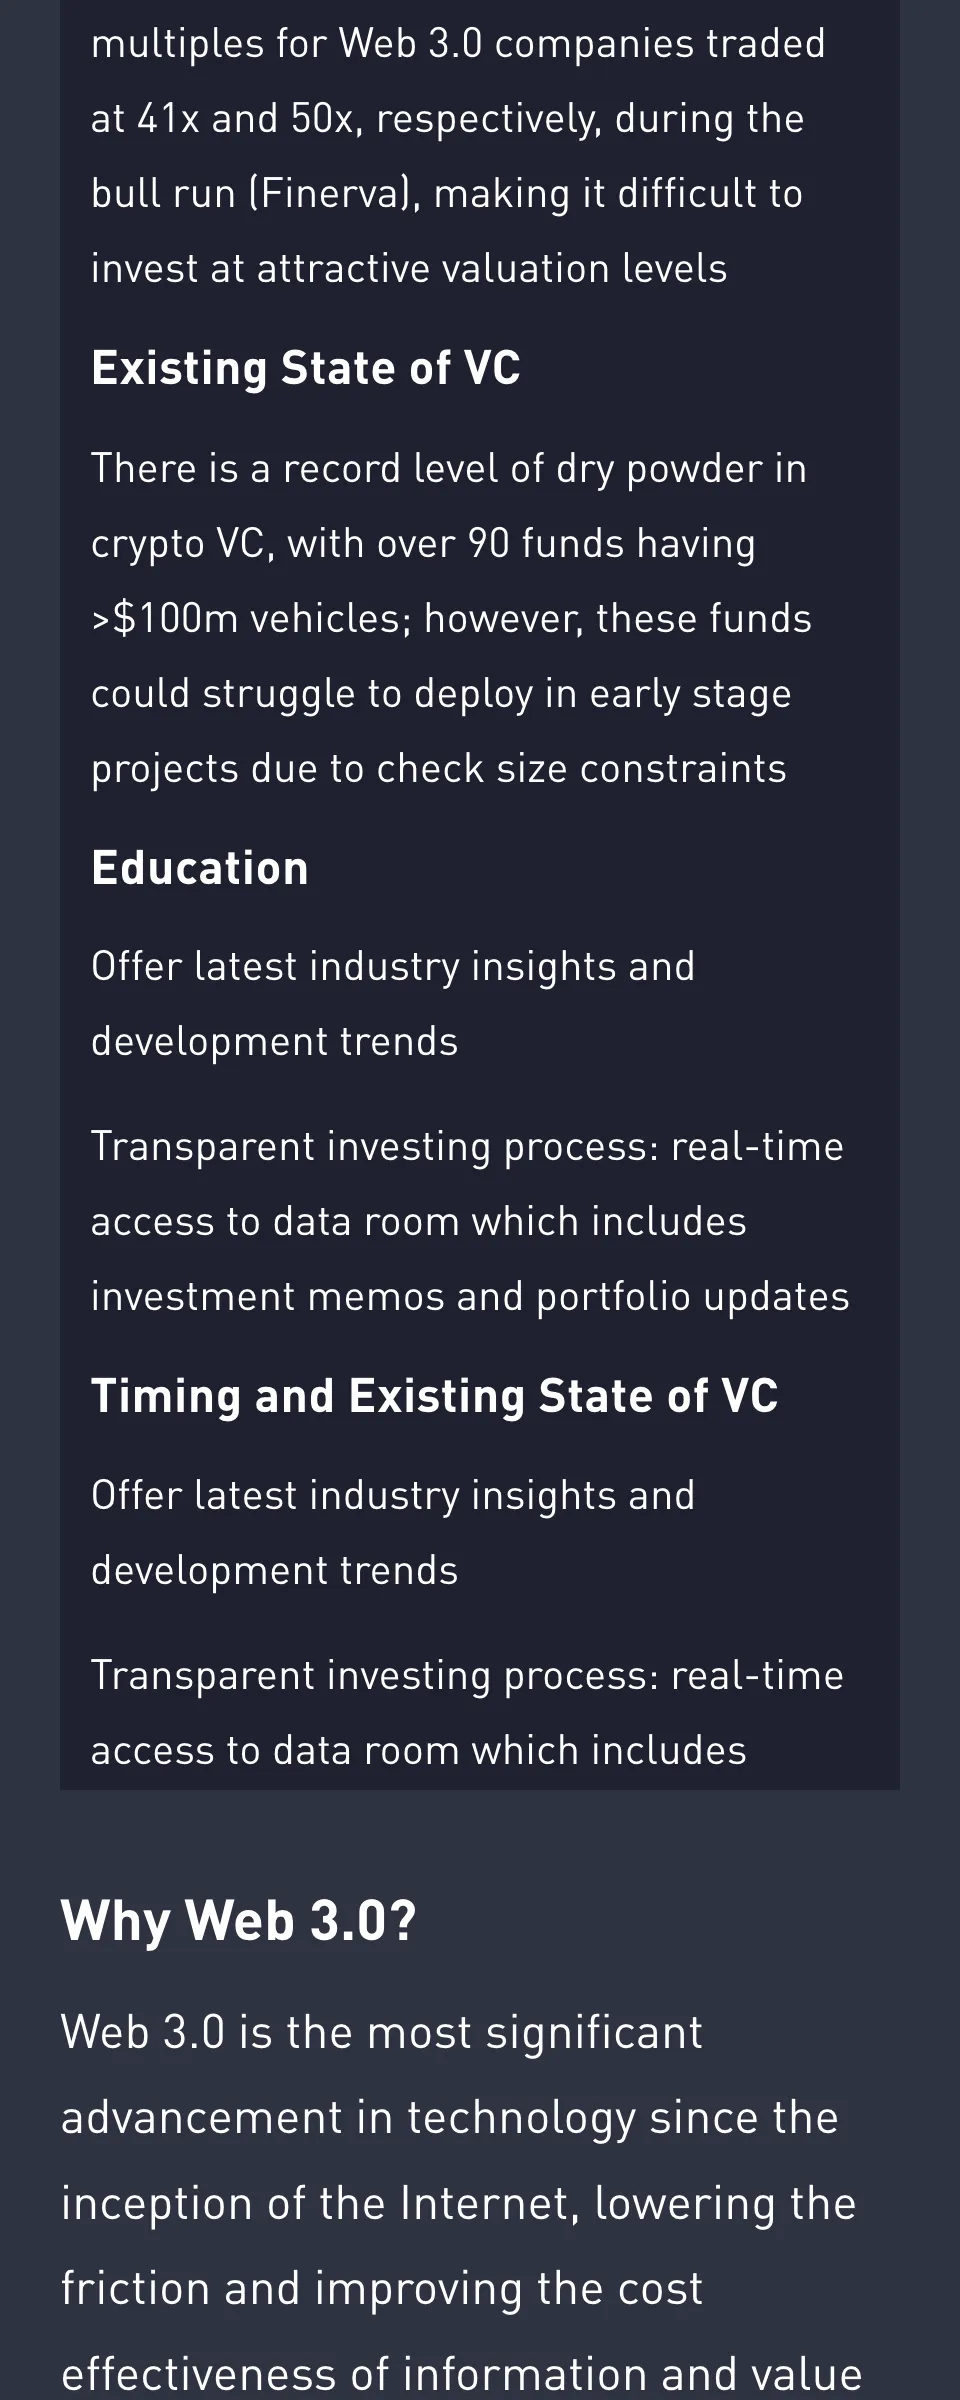 multiples for Web 3.0 companies traded
at 41x and 50x, respectively, during the
bull run (Finerva), making it difficult to
invest at attractive valuation levels
Existing State of VC
There is a record level of dry powder in
crypto VC, with over 90 funds having
>$100m vehicles; however, these funds
could struggle to deploy in early stage
projects due to check size constraints
Education
Offer latest industry insights and
development trends
Transparent investing process: real-time
access to data room which includes
investment memos and portfolio updates
Timing and Existing State of VC
Offer latest industry insights and
development trends
Transparent investing process: real-time
access to data room which includes
Why Web 3.0?
Web 3.0 is the most significant
advancement in technology since the
inception of the Internet, lowering the
friction and improving the cost
effectiveness of information and value